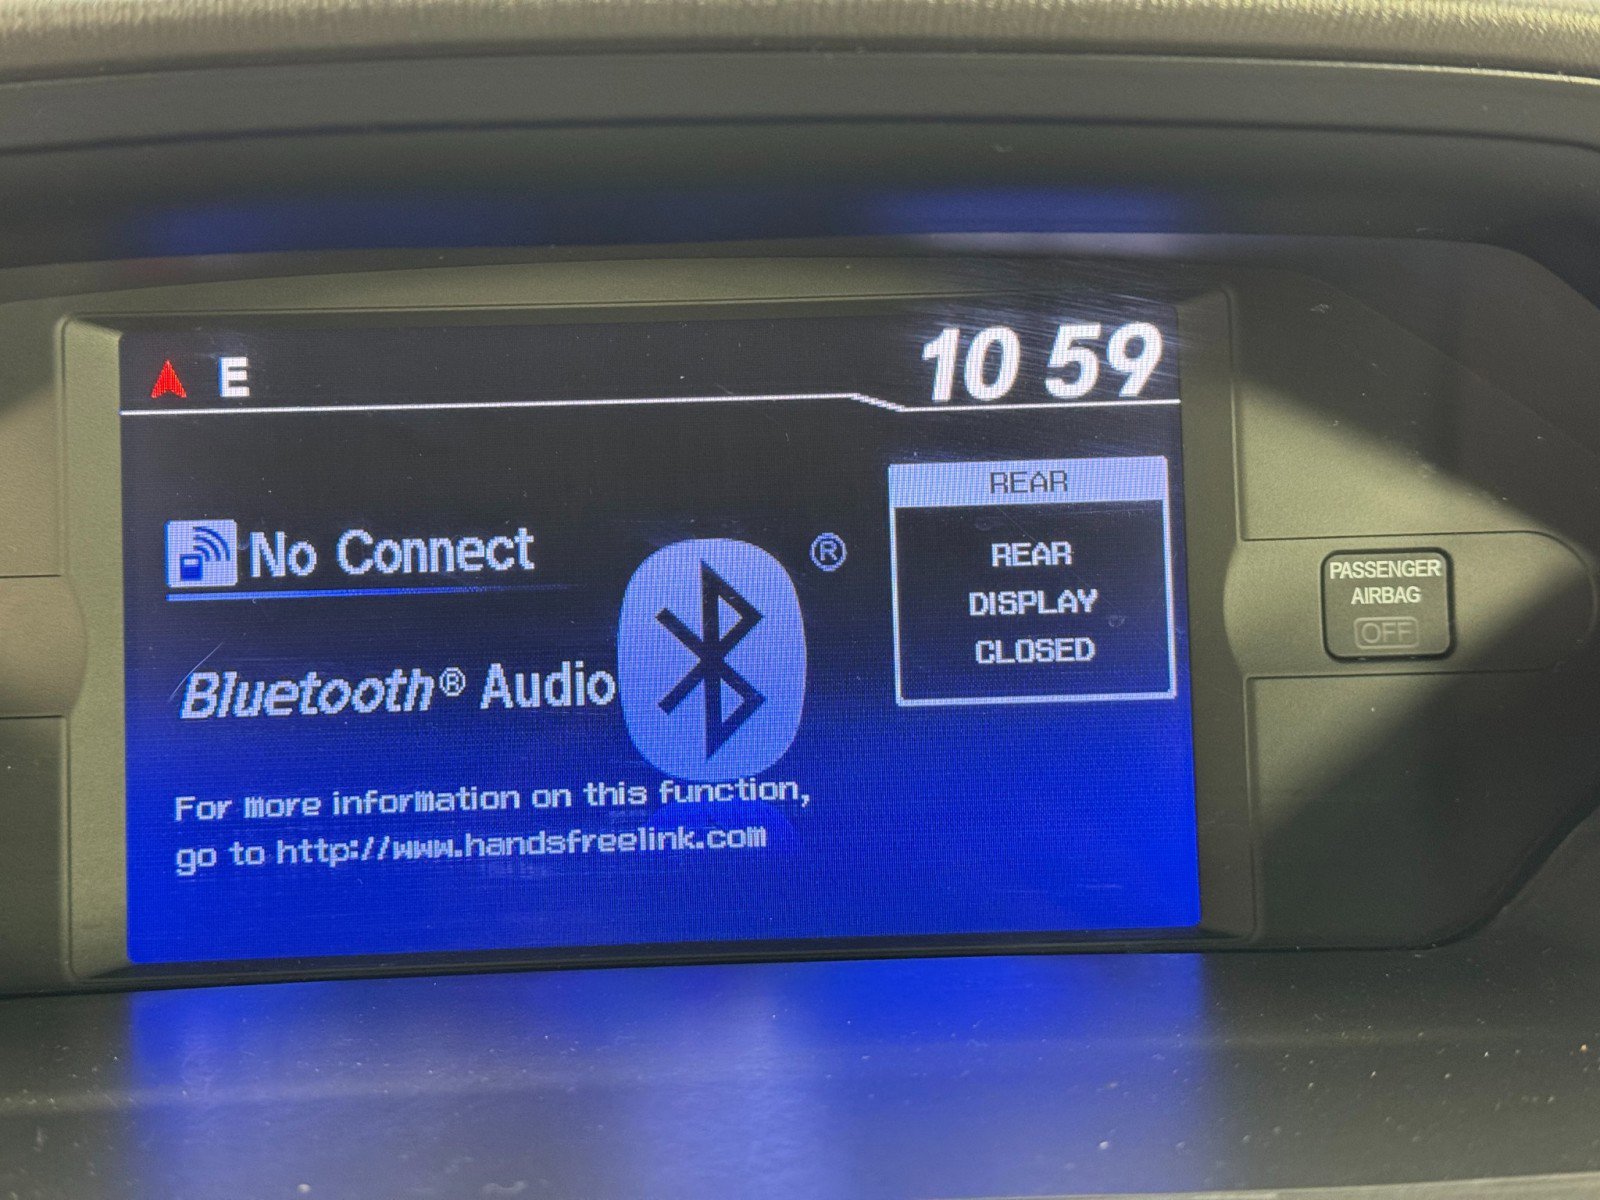 E
10 59
No Connect
Bluetooth® Audio
®
For more information on this function,
go to http://www.handsfreelink.com
REAR
REAR
DISPLAY
CLOSED
PASSENGER
AIRBAG
OFF